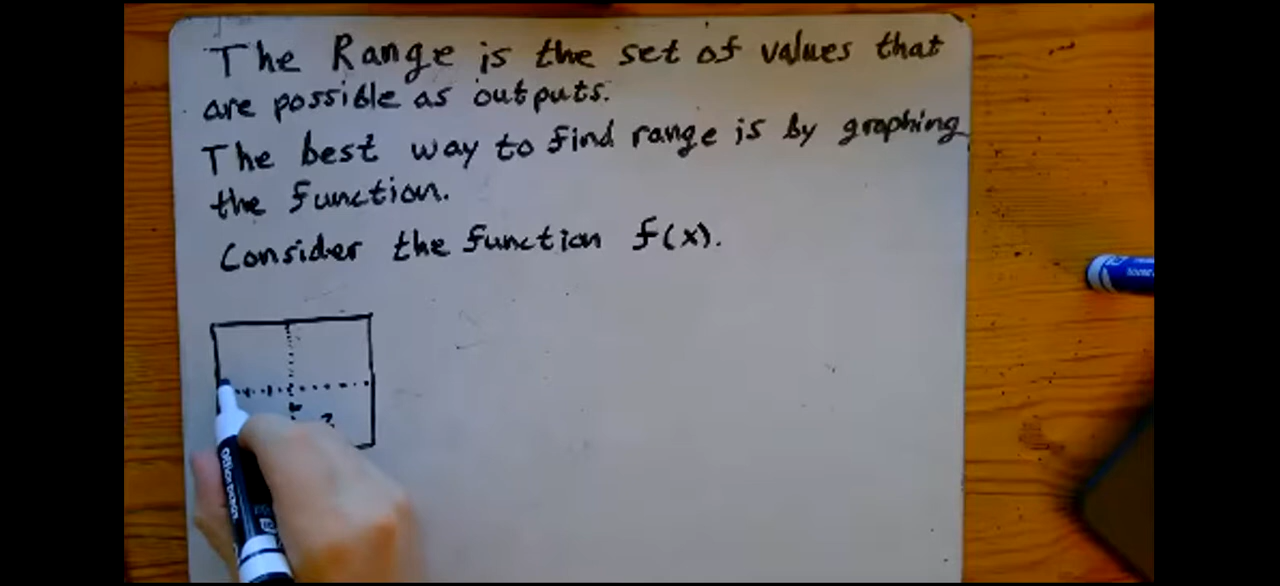 The Range is the set of values that
are possible as outputs.
The best way to find range is by graphing
the function.
Consider the function f(x).
2